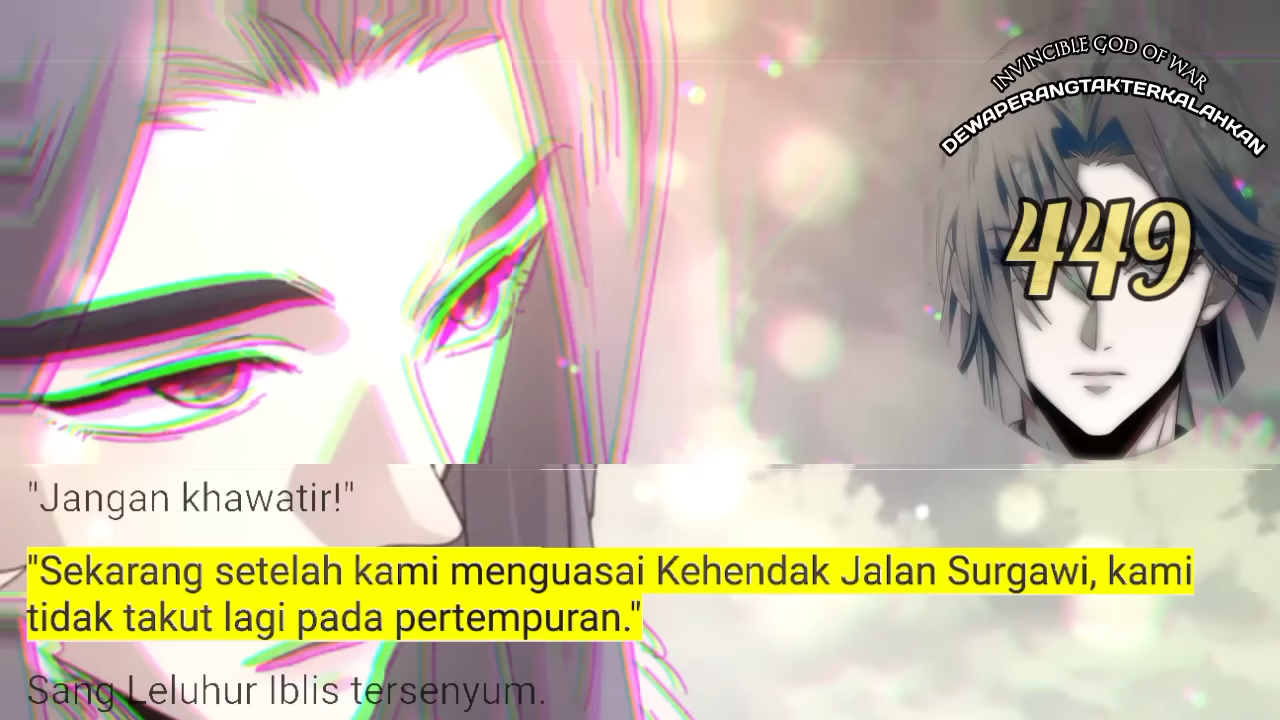 INVINCIBLE GOD OF WAR
DEWAPERANGTAKTERKALAHKAN
449
"Jangan khawatir!"
"Sekarang setelah kami menguasai Kehendak Jalan Surgawi, kami
tidak takut lagi pada pertempuran."
Sang Leluhur Iblis tersenyum.